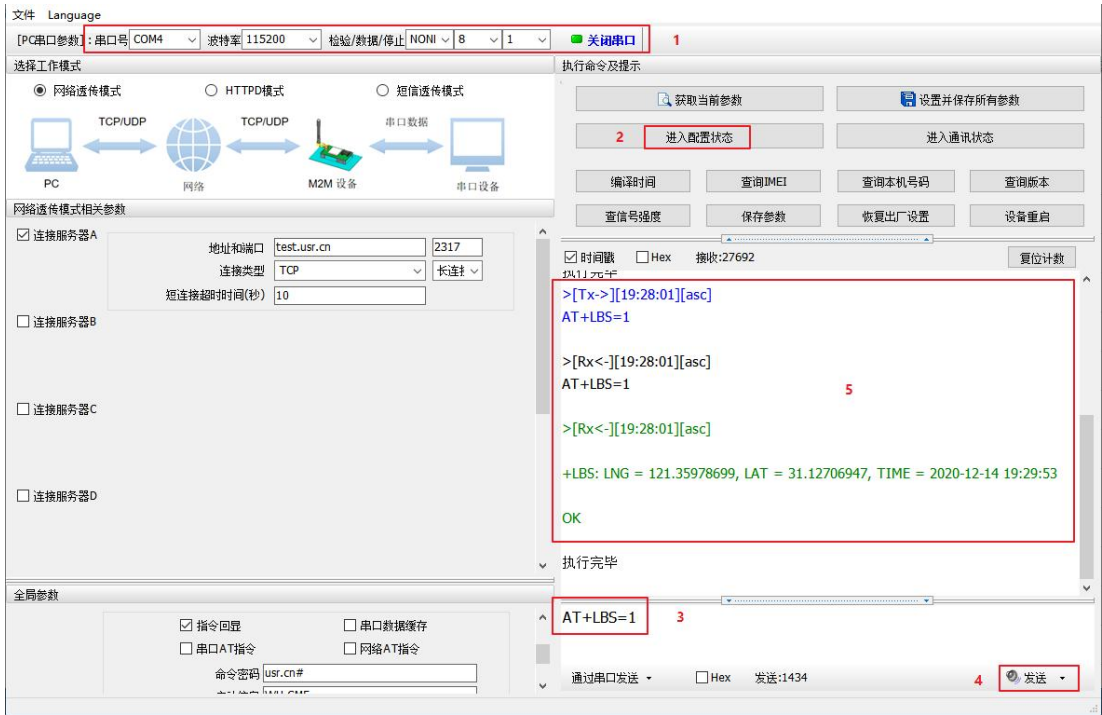 文件 Language
[PC串口参数]：串口号 COM4 波特率 115200 检验/数据/停止 NONI 8 1 关闭串口 1
选择工作模式
网络透传模式 HTTPD模式 短信透传模式
TCP/UDP TCP/UDP 串口数据
PC 网络 M2M 设备 串口设备
网络透传模式相关参数
连接服务器A
地址和端口 test.usr.cn 2317
连接类型 TCP
短连接超时时间(秒) 10
连接服务器B
连接服务器C
连接服务器D
全局参数
指令回显 串口数据缓存
串口AT指令 网络AT指令
命令密码 usr.cn#
执行命令及提示
获取当前参数 设置并保存所有参数
2 进入配置状态 进入通讯状态
编译时间 查询IMEI 查询本机号码 查询版本
查信号强度 保存参数 恢复出厂设置 设备重启
时间戳 Hex 接收:27692 复位计数
执行完毕
>[Tx->][19:28:01][asc]
AT+LBS=1
>[Rx<-][19:28:01][asc]
AT+LBS=1
5
>[Rx<-][19:28:01][asc]
+LBS: LNG = 121.35978699, LAT = 31.12706947, TIME = 2020-12-14 19:29:53
OK
执行完毕
AT+LBS=1 3
通过串口发送 Hex 发送:1434 4 发送